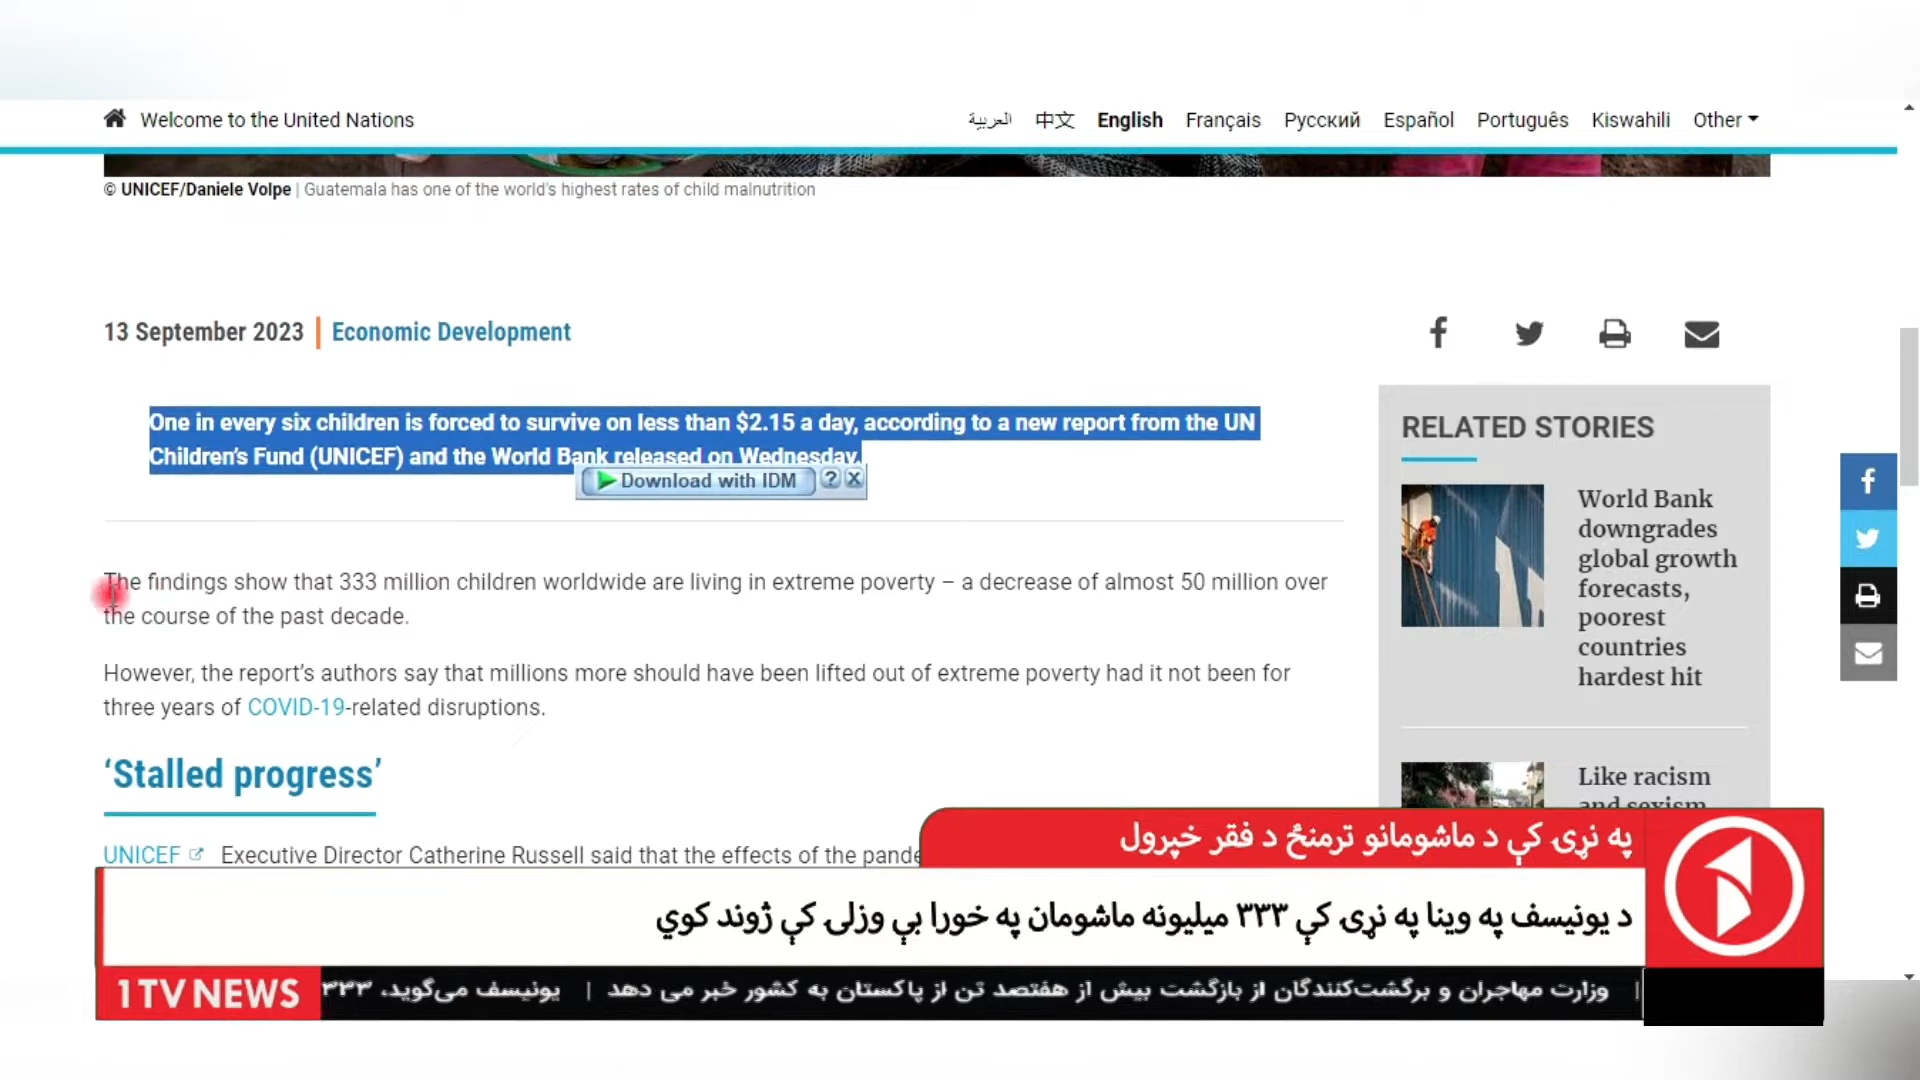 Welcome to the United Nations
العربية 中文 English Français Русский Español Português Kiswahili Other
© UNICEF/Daniele Volpe | Guatemala has one of the world's highest rates of child malnutrition
13 September 2023 | Economic Development
One in every six children is forced to survive on less than $2.15 a day, according to a new report from the UN
Children's Fund (UNICEF) and the World Bank released on Wednesday.
Download with IDM ? X
The findings show that 333 million children worldwide are living in extreme poverty – a decrease of almost 50 million over
the course of the past decade.
However, the report's authors say that millions more should have been lifted out of extreme poverty had it not been for
three years of COVID-19-related disruptions.
‘Stalled progress’
UNICEF Executive Director Catherine Russell said that the effects of the pande
RELATED STORIES
World Bank
downgrades
global growth
forecasts,
poorest
countries
hardest hit
Like racism
and sexism
په نړۍ کې د ماشومانو ترمنځ د فقر خپرول
د یونیسف په وینا په نړۍ کې ۳۳۳ میلیونه ماشومان په خورا بې وزلۍ کې ژوند کوي
1TV NEWS
وزارت مهاجران و برگشت‌کنندگان از بازگشت بیش از هفتصد تن از پاکستان به کشور خبر می دهد | یونیسف می‌گوید، ۳۳۳